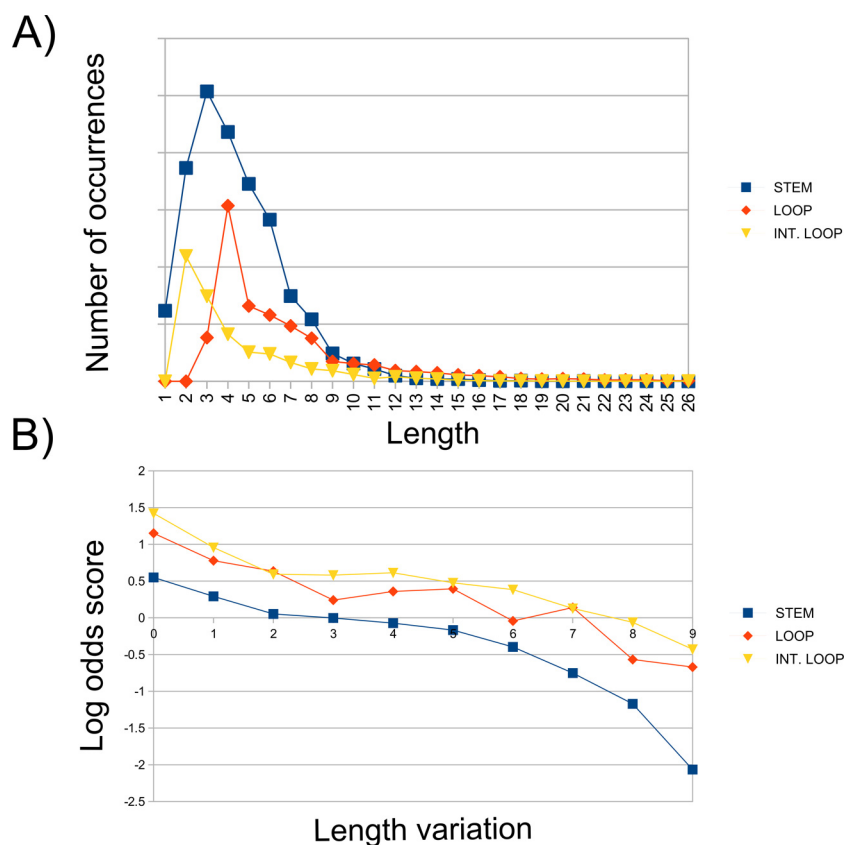 A)
Number of occurrences
STEM
LOOP
INT. LOOP
1 2 3 4 5 6 7 8 9 10 11 12 13 14 15 16 17 18 19 20 21 22 23 24 25 26
Length
B)
Log odds score
2
1.5
1
0.5
0
-0.5
-1
-1.5
-2
-2.5
0 1 2 3 4 5 6 7 8 9
STEM
LOOP
INT. LOOP
Length variation